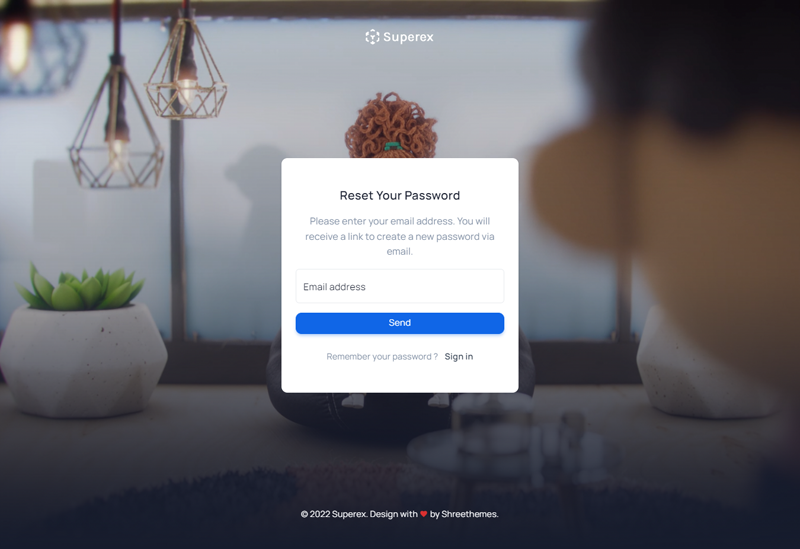 Superex
Reset Your Password
Please enter your email address. You will
receive a link to create a new password via
email.
Email address
Send
Remember your password ? Sign in
© 2022 Superex. Design with ❤ by Shreethemes.